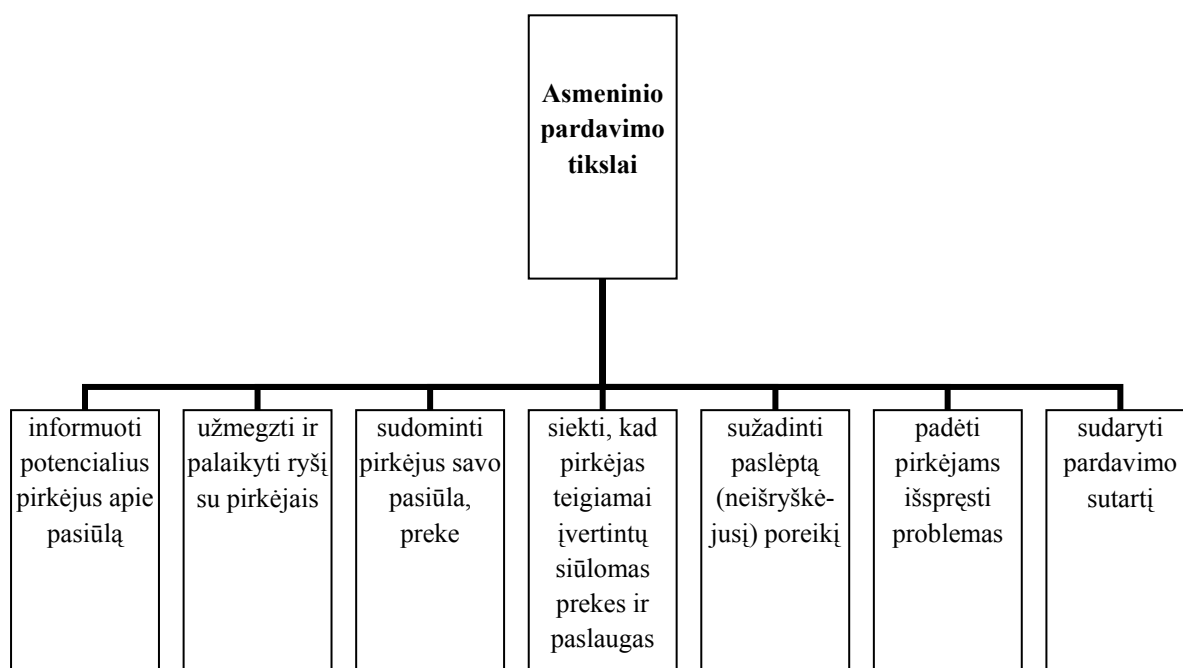 Asmeninio
pardavimo
tikslai
informuoti
potencialius
pirkėjus apie
pasiūlą
užmegzti ir
palaikyti ryšį
su pirkėjais
sudominti
pirkėjus savo
pasiūla,
preke
siekti, kad
pirkėjas
teigiamai
įvertintų
siūlomas
prekes ir
paslaugas
sužadinti
paslėptą
(neišryškė-
jusį) poreikį
padėti
pirkėjams
išspręsti
problemas
sudaryti
pardavimo
sutartį